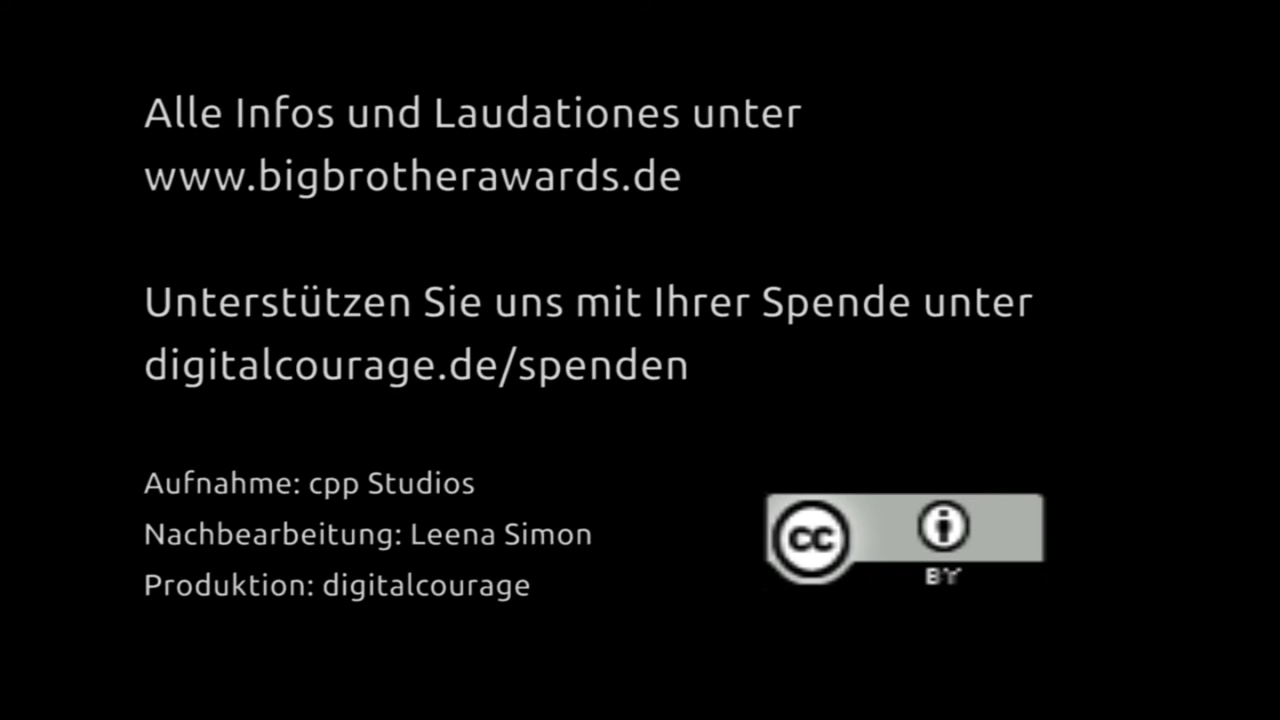 Alle Infos und Laudationes unter
www.bigbrotherawards.de
Unterstützen Sie uns mit Ihrer Spende unter
digitalcourage.de/spenden
Aufnahme: cpp Studios
Nachbearbeitung: Leena Simon
Produktion: digitalcourage
CC
BY